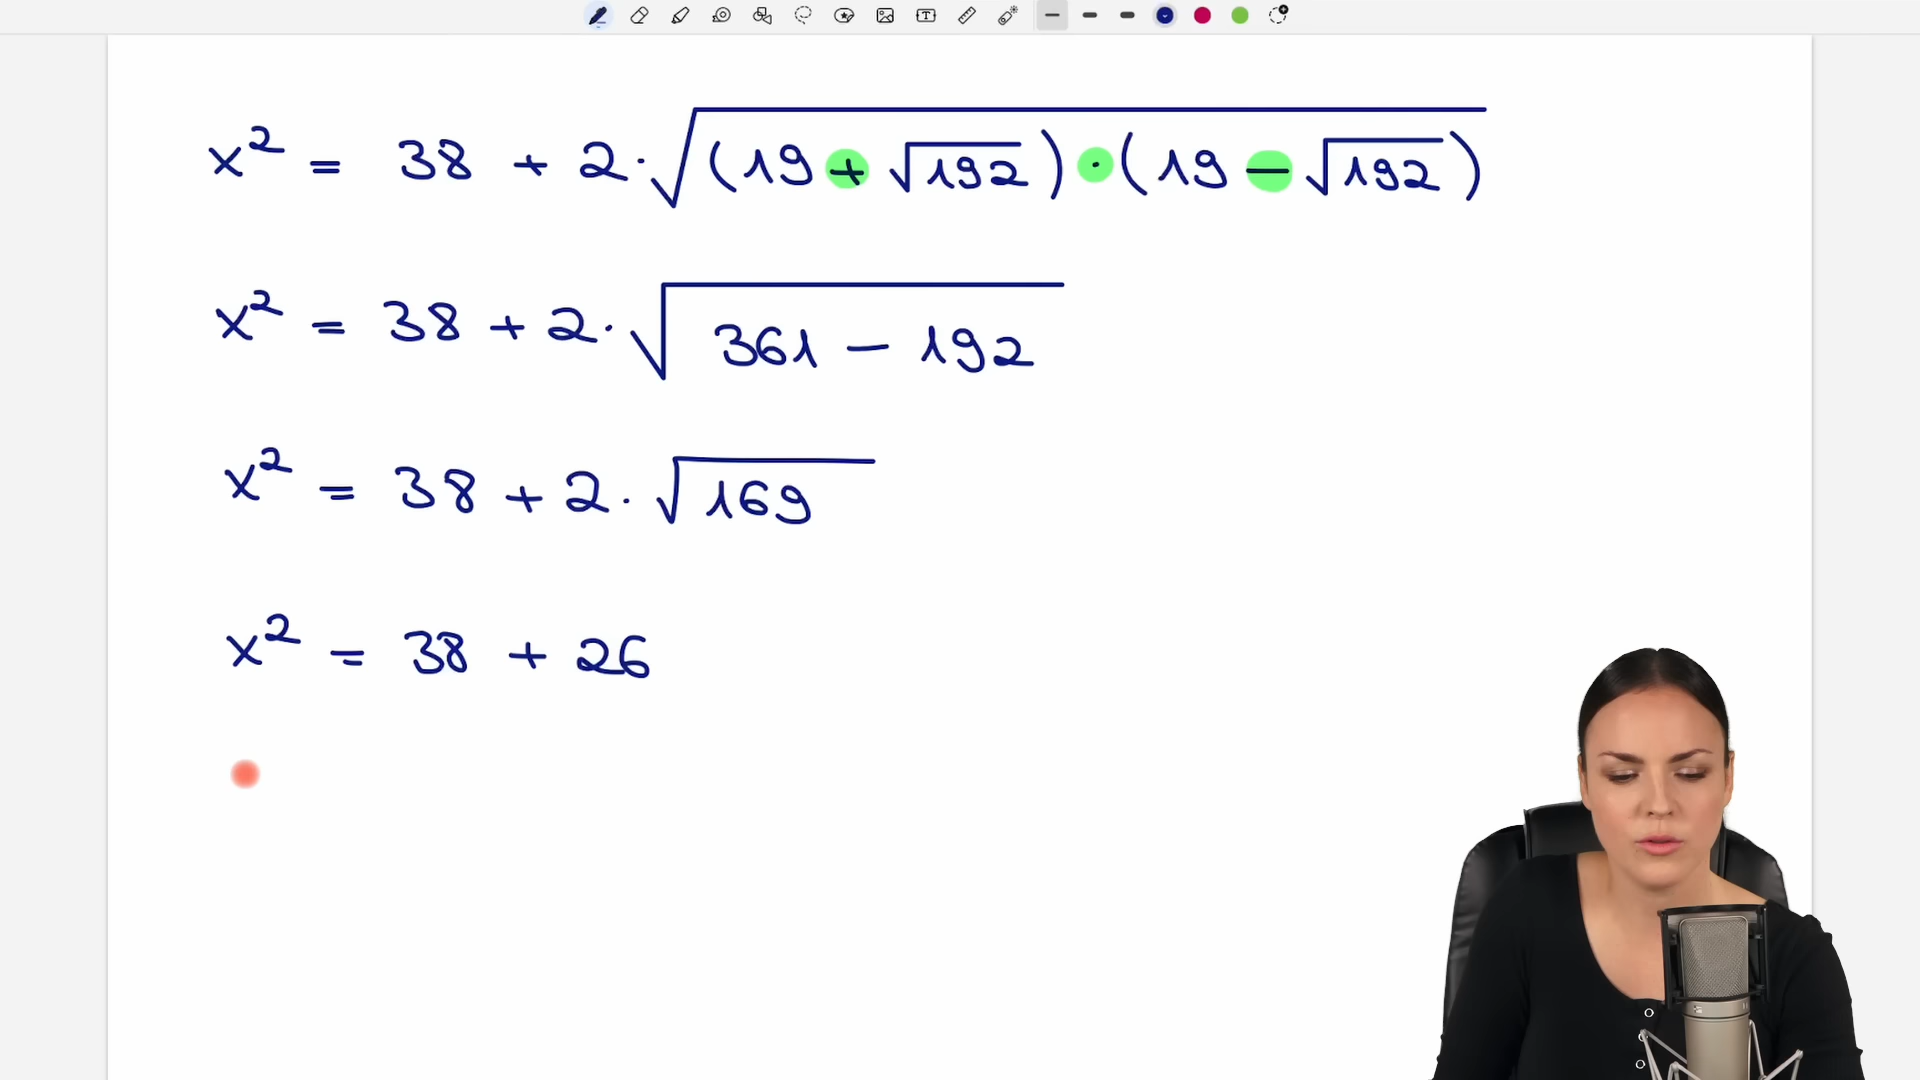 x² = 38 + 2·√((19 + √192) · (19 − √192))
x² = 38 + 2·√(361 − 192)
x² = 38 + 2·√169
x² = 38 + 26